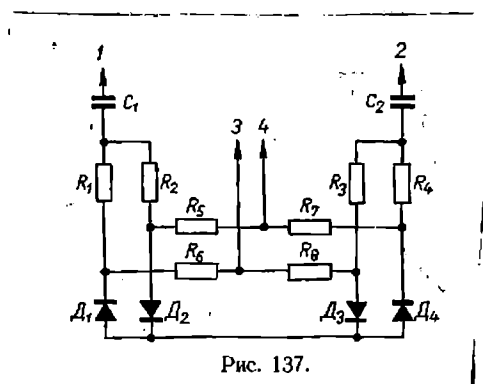 1 2
C₁ C₂
3 4
R₁ R₂ R₃ R₄
R₅ R₇
R₆ R₈
Д₁ Д₂ Д₃ Д₄
Рис. 137.